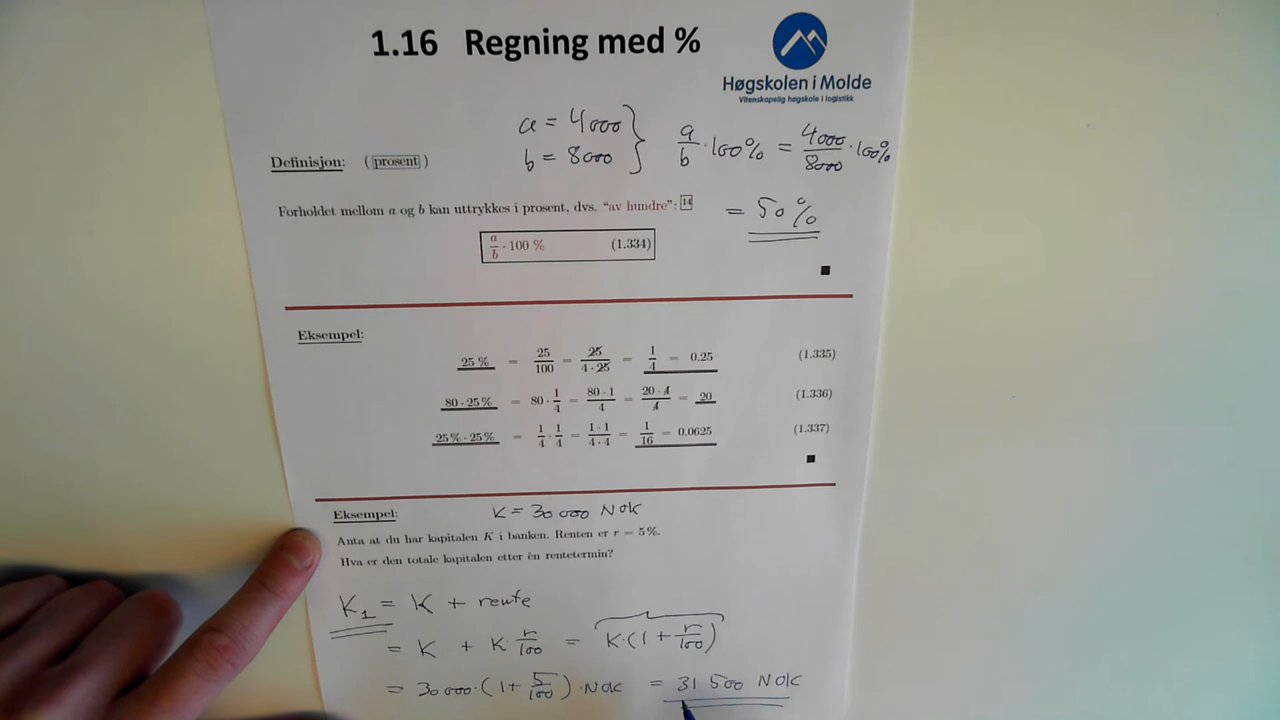 1.16 Regning med %
Høgskolen i Molde
Vitenskapelig høgskole i logistikk
a = 4000
b = 8000
a/b · 100% = 4000/8000 · 100%
= 50%
Definisjon: ( prosent )
Forholdet mellom a og b kan uttrykkes i prosent, dvs. “av hundre”: 14
a/b · 100 % (1.334)
Eksempel:
25 % = 25/100 = 25/(4 · 25) = 1/4 = 0.25 (1.335)
80 · 25 % = 80 · 1/4 = (80 · 1)/4 = (20 · 4)/4 = 20 (1.336)
25 % · 25 % = 1/4 · 1/4 = (1 · 1)/(4 · 4) = 1/16 = 0.0625 (1.337)
Eksempel: K = 30 000 NOK
Anta at du har kapitalen K i banken. Renten er r = 5 %.
Hva er den totale kapitalen etter èn rentetermin?
K₁ = K + rente
= K + K · r/100 = K · (1 + r/100)
= 30 000 · (1 + 5/100) · NOK = 31 500 NOK